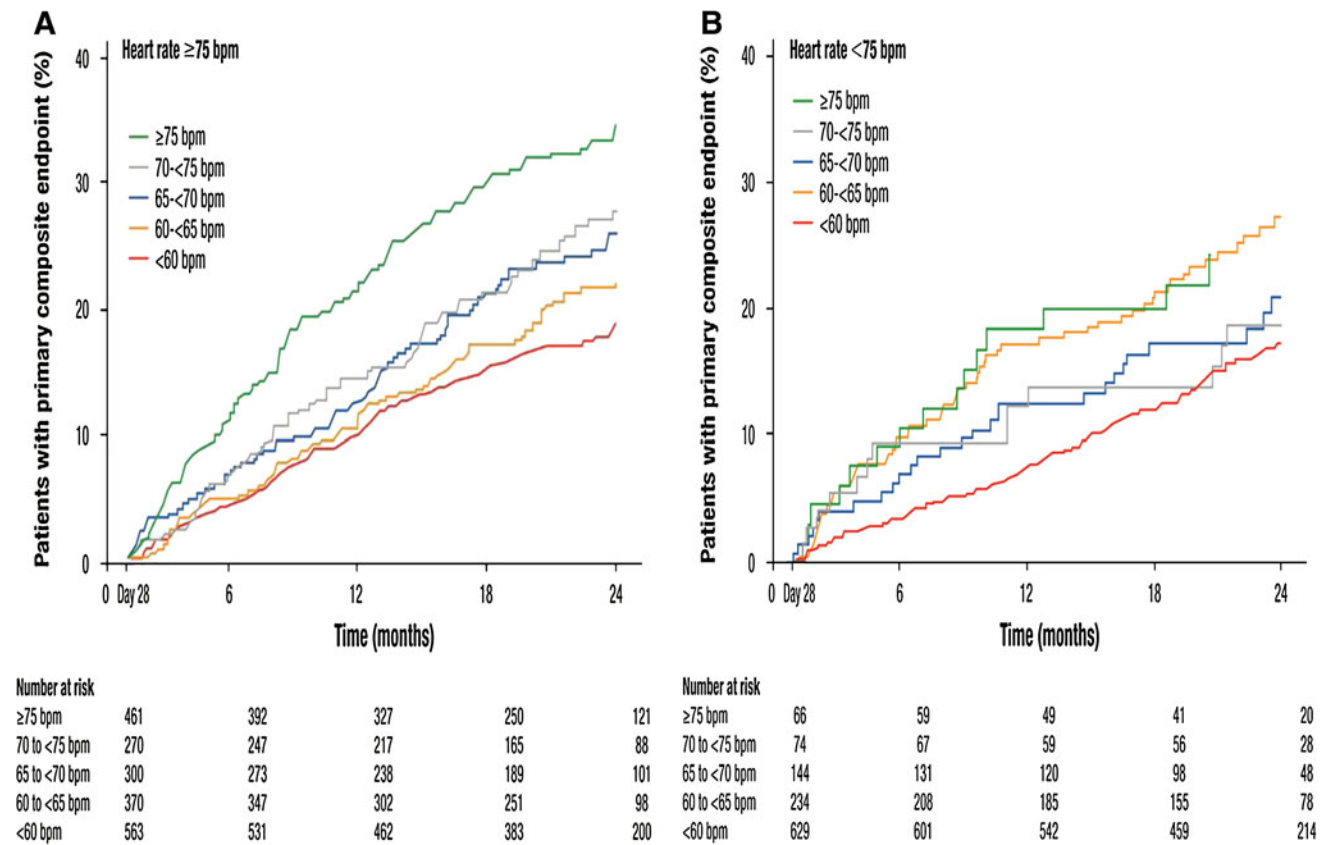 A
Heart rate ≥75 bpm
Patients with primary composite endpoint (%)
40
30
20
10
0
≥75 bpm
70-<75 bpm
65-<70 bpm
60-<65 bpm
<60 bpm
0 Day 28 6 12 18 24
Time (months)
Number at risk
≥75 bpm 461 392 327 250 121
70 to <75 bpm 270 247 217 165 88
65 to <70 bpm 300 273 238 189 101
60 to <65 bpm 370 347 302 251 98
<60 bpm 563 531 462 383 200
B
Heart rate <75 bpm
Patients with primary composite endpoint (%)
40
30
20
10
0
≥75 bpm
70-<75 bpm
65-<70 bpm
60-<65 bpm
<60 bpm
0 Day 28 6 12 18 24
Time (months)
Number at risk
≥75 bpm 66 59 49 41 20
70 to <75 bpm 74 67 59 56 28
65 to <70 bpm 144 131 120 98 48
60 to <65 bpm 234 208 185 155 78
<60 bpm 629 601 542 459 214